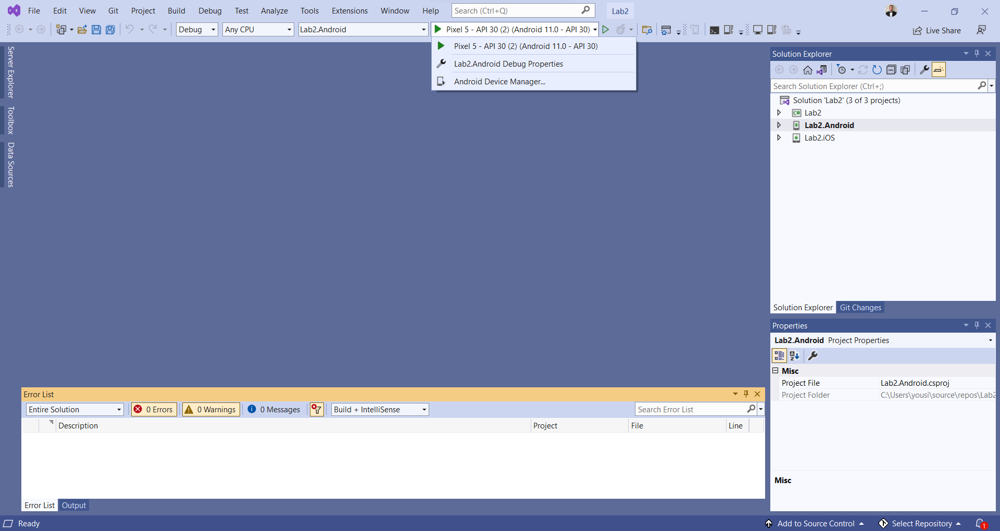 File Edit View Git Project Build Debug Test Analyze Tools Extensions Window Help Search (Ctrl+Q) Lab2
Debug Any CPU Lab2.Android Pixel 5 - API 30 (2) (Android 11.0 - API 30) Live Share
Pixel 5 - API 30 (2) (Android 11.0 - API 30)
Lab2.Android Debug Properties
Android Device Manager...
Server Explorer
Toolbox
Data Sources
Solution Explorer
Search Solution Explorer (Ctrl+;)
Solution 'Lab2' (3 of 3 projects)
C# Lab2
Lab2.Android
Lab2.iOS
Solution Explorer Git Changes
Properties
Lab2.Android Project Properties
Misc
Project File Lab2.Android.csproj
Project Folder C:\Users\yousi\source\repos\Lab2
Misc
Error List
Entire Solution 0 Errors 0 Warnings 0 Messages Build + IntelliSense Search Error List
Description Project File Line
Error List Output
Ready Add to Source Control Select Repository 1